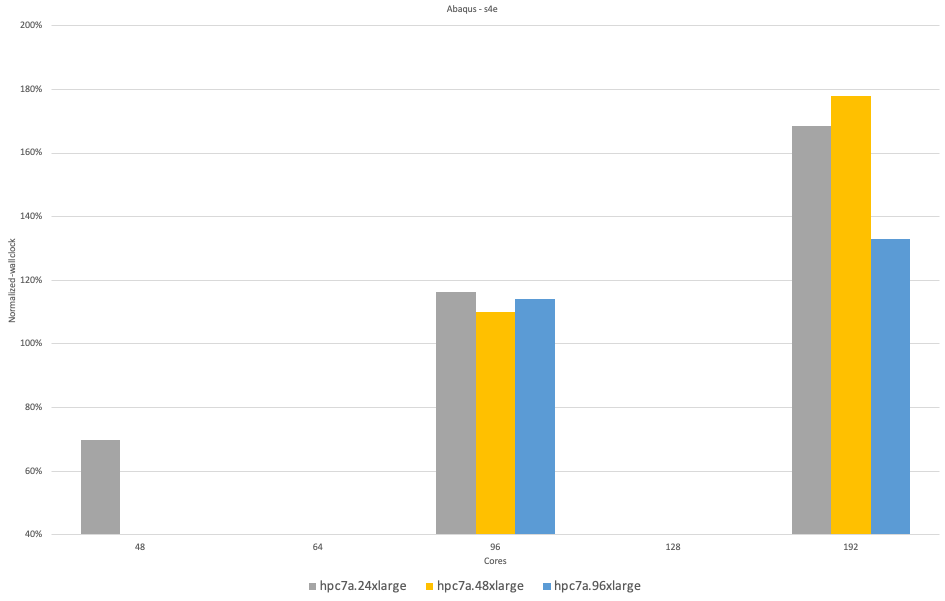 Abaqus - s4e
200%
180%
160%
140%
120%
100%
80%
60%
40%
Normalized-wallclock
48 64 96 128 192
Cores
hpc7a.24xlarge hpc7a.48xlarge hpc7a.96xlarge